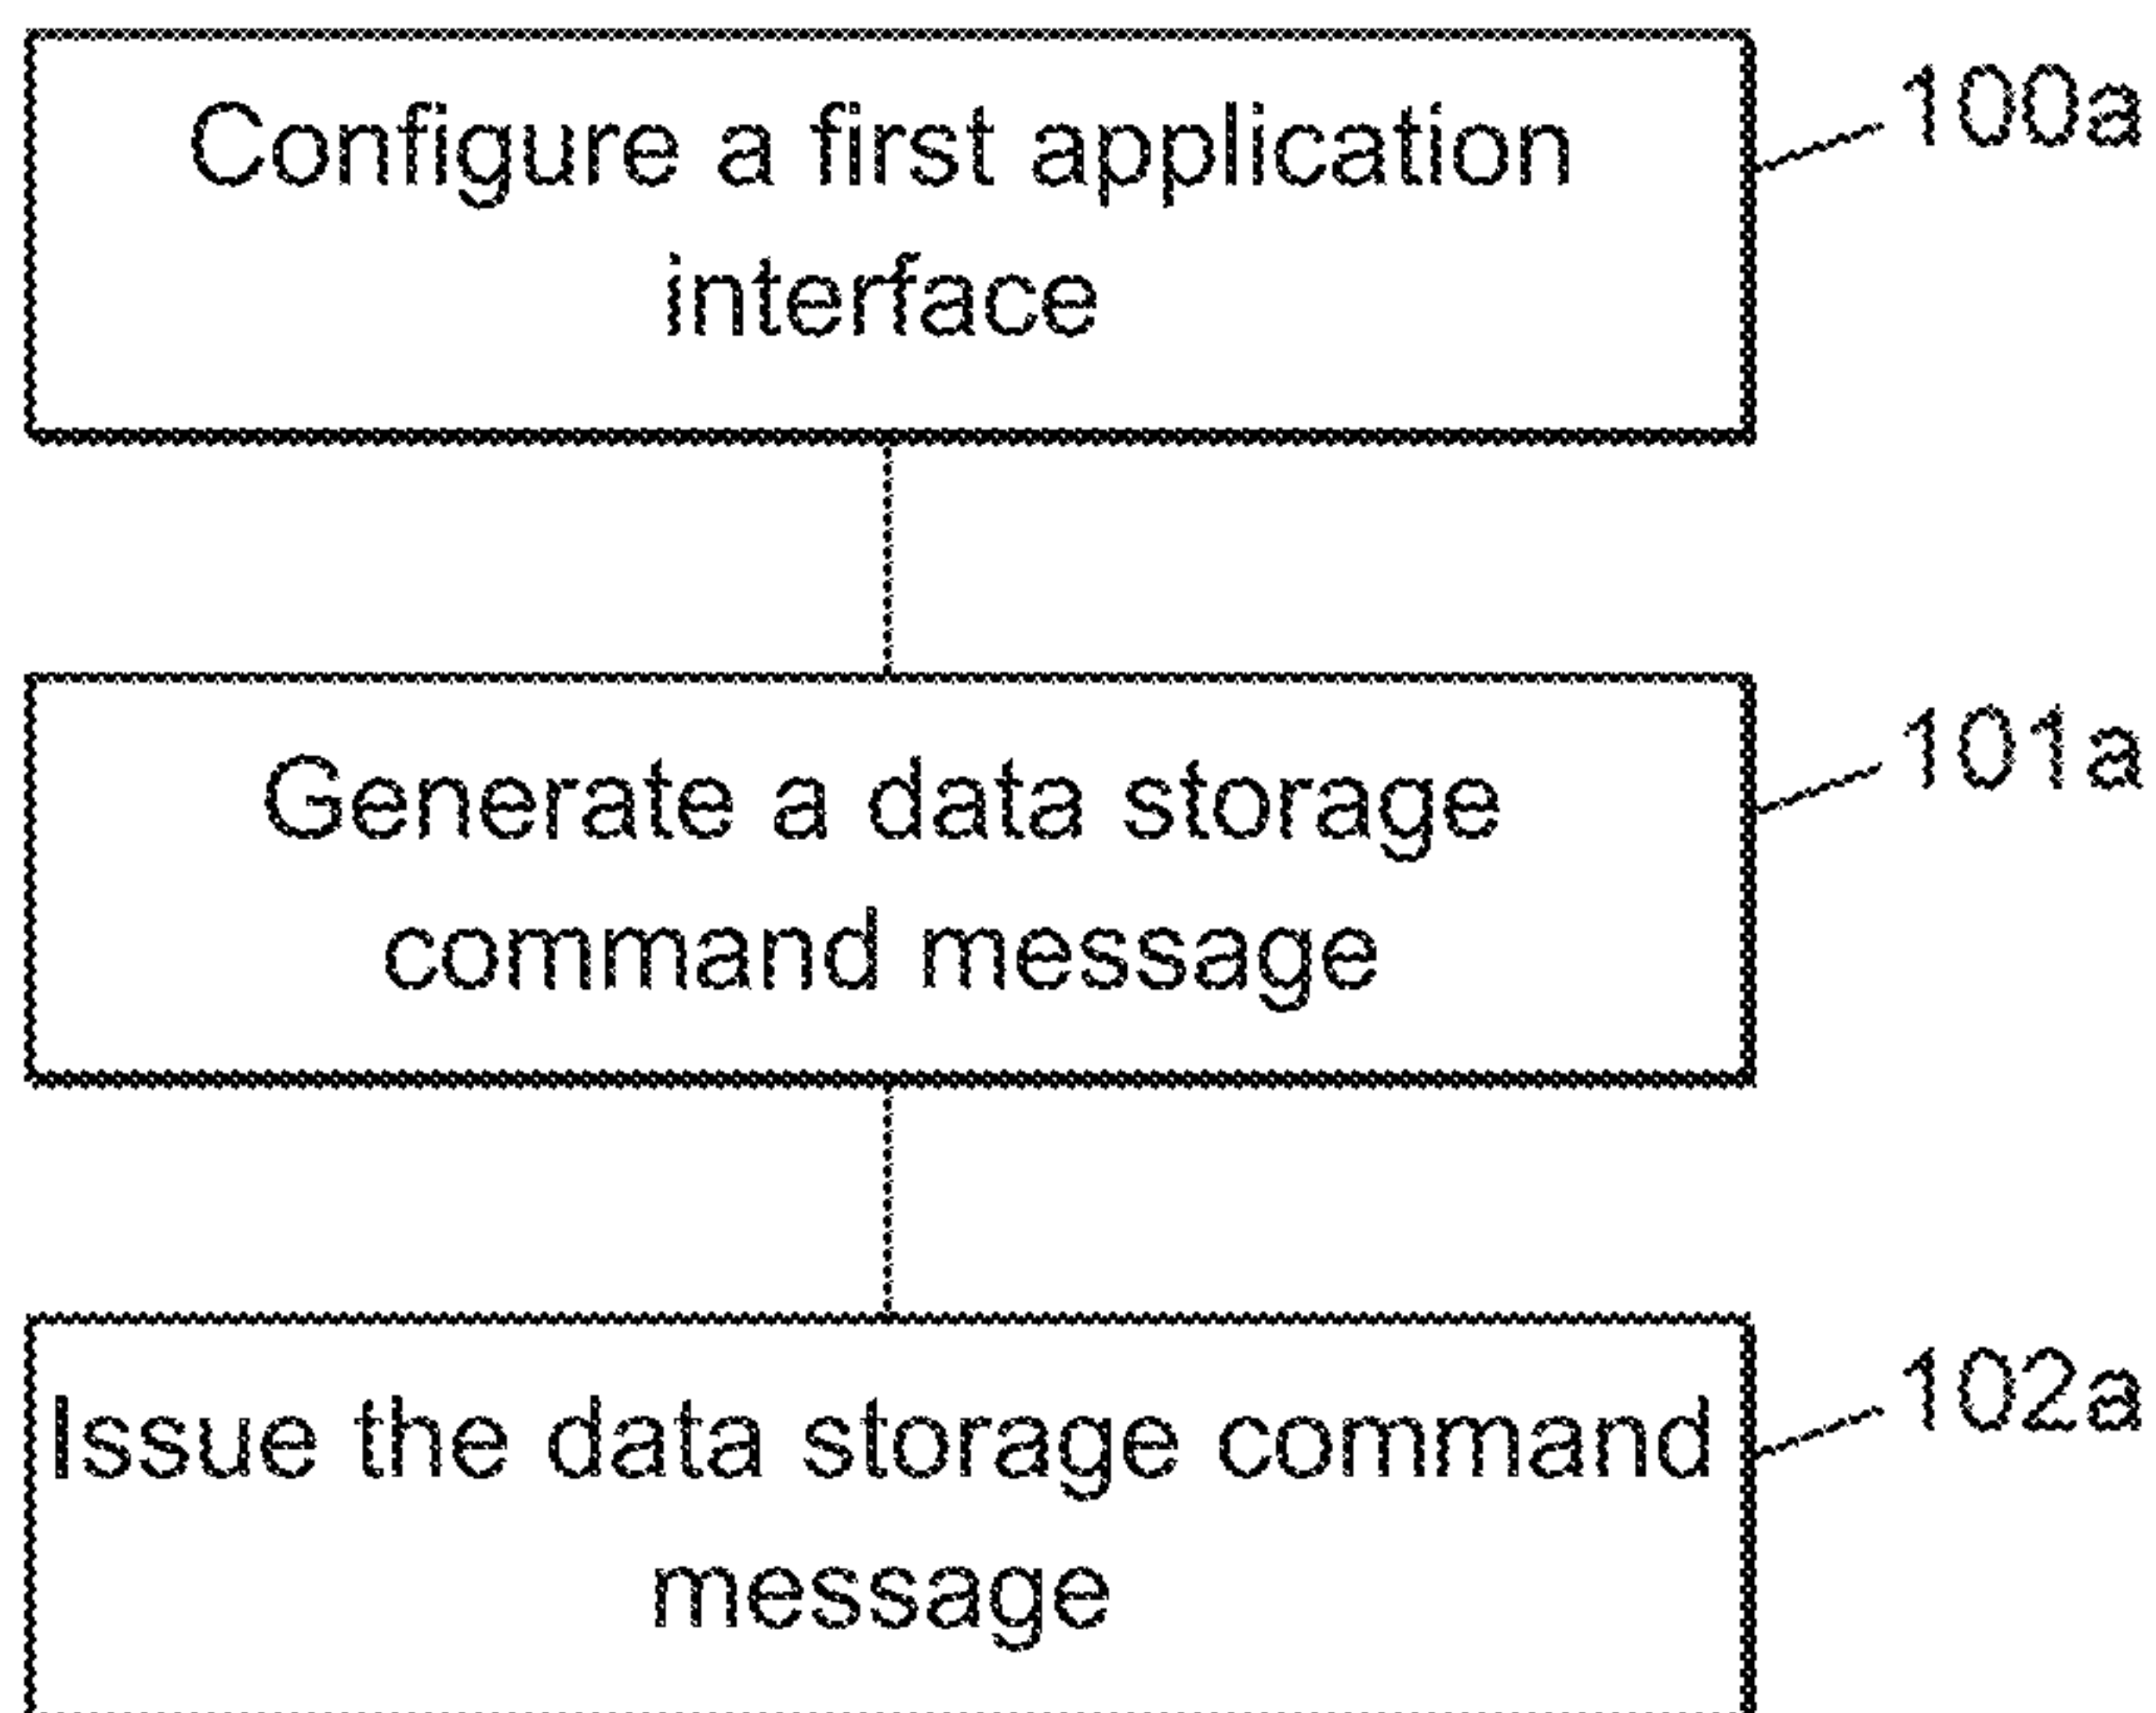 Configure a first application
interface
100a
Generate a data storage
command message
101a
Issue the data storage command
message
102a